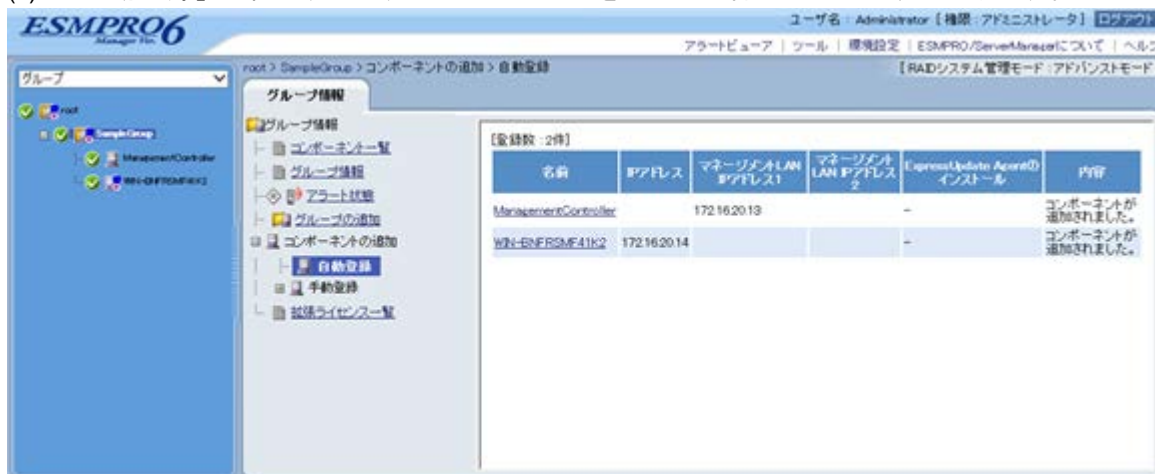 ESMPRO6
Manager Ver.
ユーザ名 : Administrator 【 権限 : アドミニストレータ】 ログアウト
アラートビューア | ツール | 環境設定 | ESMPRO/ServerManagerについて | ヘル
グループ
root > SampleGroup > コンポーネントの追加 > 自動登録
【 RAIDシステム管理モード : アドバンストモード
グループ情報
root
SampleGroup
ManagementController
グループ情報
コンポーネント一覧
グループ情報
アラート状態
グループの追加
コンポーネントの追加
自動登録
手動登録
拡張ライセンス一覧
[登録数 : 2件]
名前 IPアドレス マネージメントLAN IPアドレス1 マネージメント LAN IPアドレス 2 ExpressUpdate Agentの インストール 内容
ManagementController 172.16.20.13 - コンポーネントが追加されました。
WIN-BNFRSMF41K2 172.16.20.14 - コンポーネントが追加されました。